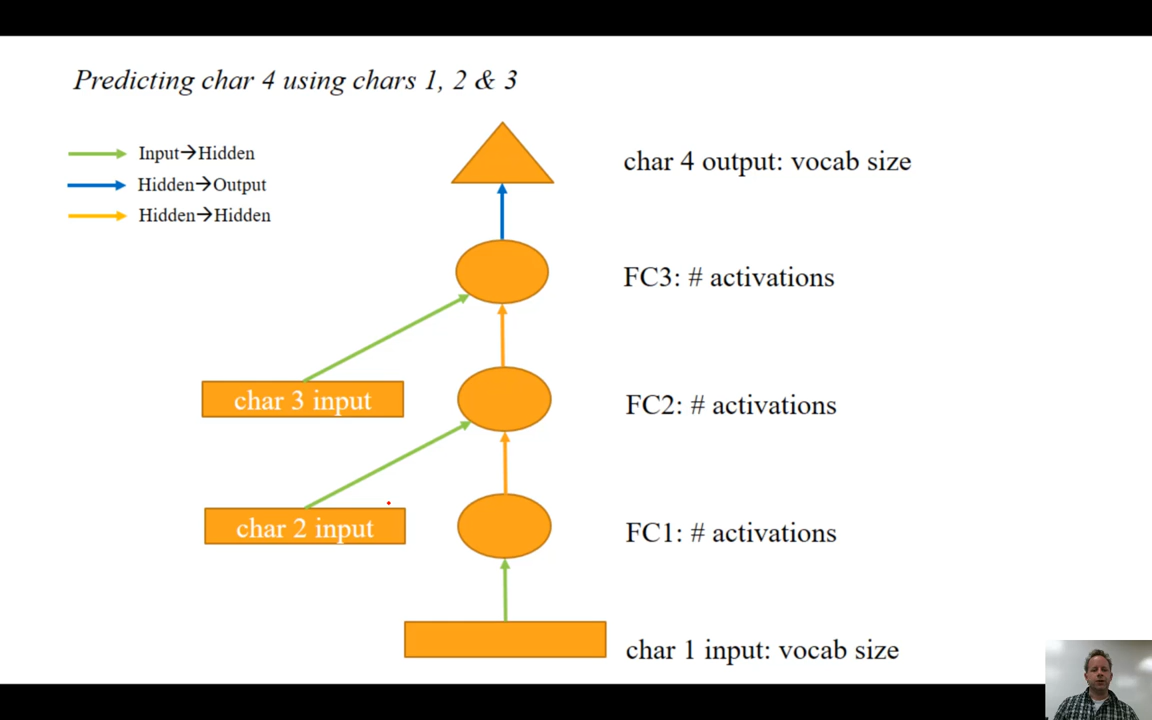 Predicting char 4 using chars 1, 2 & 3
Input→Hidden
Hidden→Output
Hidden→Hidden
char 4 output: vocab size
FC3: # activations
char 3 input
FC2: # activations
char 2 input
FC1: # activations
char 1 input: vocab size